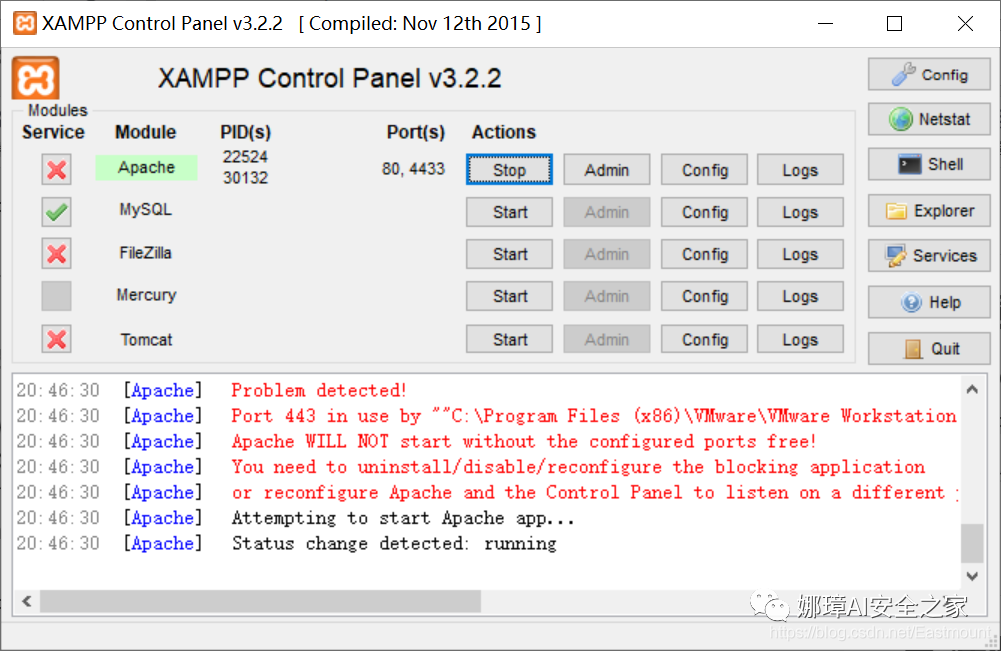 XAMPP Control Panel v3.2.2 [ Compiled: Nov 12th 2015 ]
XAMPP Control Panel v3.2.2
Config
Netstat
Shell
Explorer
Services
Help
Quit
Modules
Service Module PID(s) Port(s) Actions
Apache 22524 30132 80, 4433 Stop Admin Config Logs
MySQL Start Admin Config Logs
FileZilla Start Admin Config Logs
Mercury Start Admin Config Logs
Tomcat Start Admin Config Logs
20:46:30 [Apache] Problem detected!
20:46:30 [Apache] Port 443 in use by ""C:\Program Files (x86)\VMware\VMware Workstation
20:46:30 [Apache] Apache WILL NOT start without the configured ports free!
20:46:30 [Apache] You need to uninstall/disable/reconfigure the blocking application
20:46:30 [Apache] or reconfigure Apache and the Control Panel to listen on a different
20:46:30 [Apache] Attempting to start Apache app...
20:46:30 [Apache] Status change detected: running
娜璋AI安全之家
https://blog.csdn.net/Eastmount